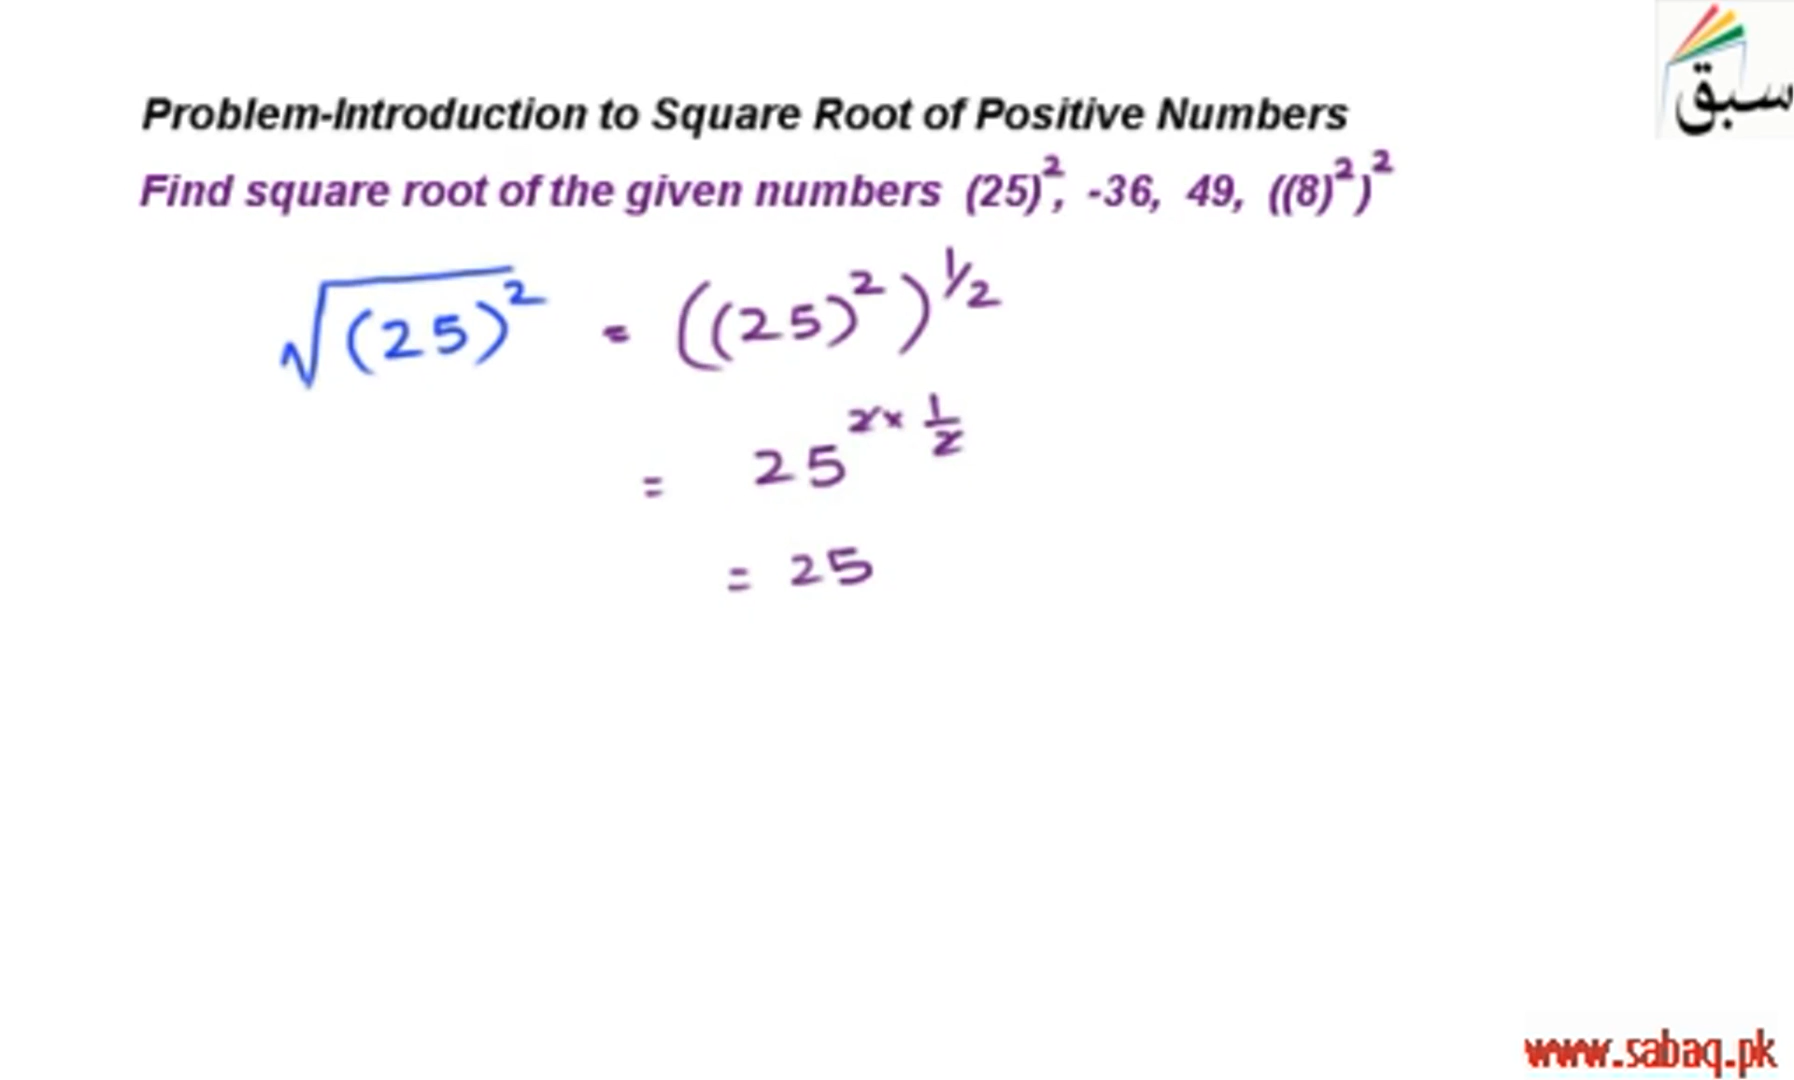 سبق
Problem-Introduction to Square Root of Positive Numbers
Find square root of the given numbers (25)², -36, 49, ((8)²)²
√(25)² = ((25)²)^½
= 25^2×1/2
= 25
www.sabaq.pk